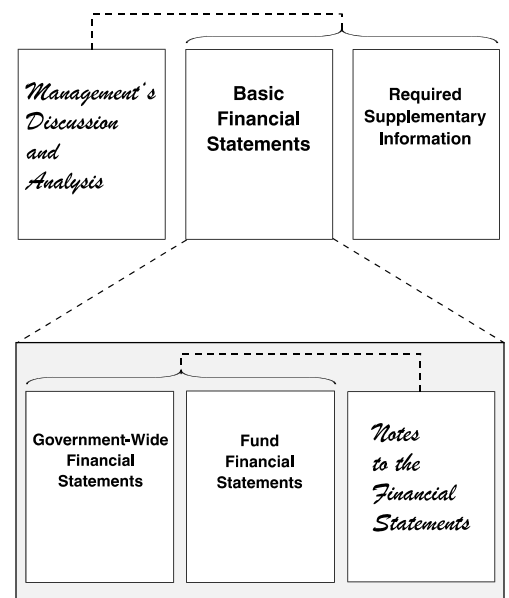 Management's
Discussion
and
Analysis
Basic
Financial
Statements
Required
Supplementary
Information
Government-Wide
Financial
Statements
Fund
Financial
Statements
Notes
to the
Financial
Statements